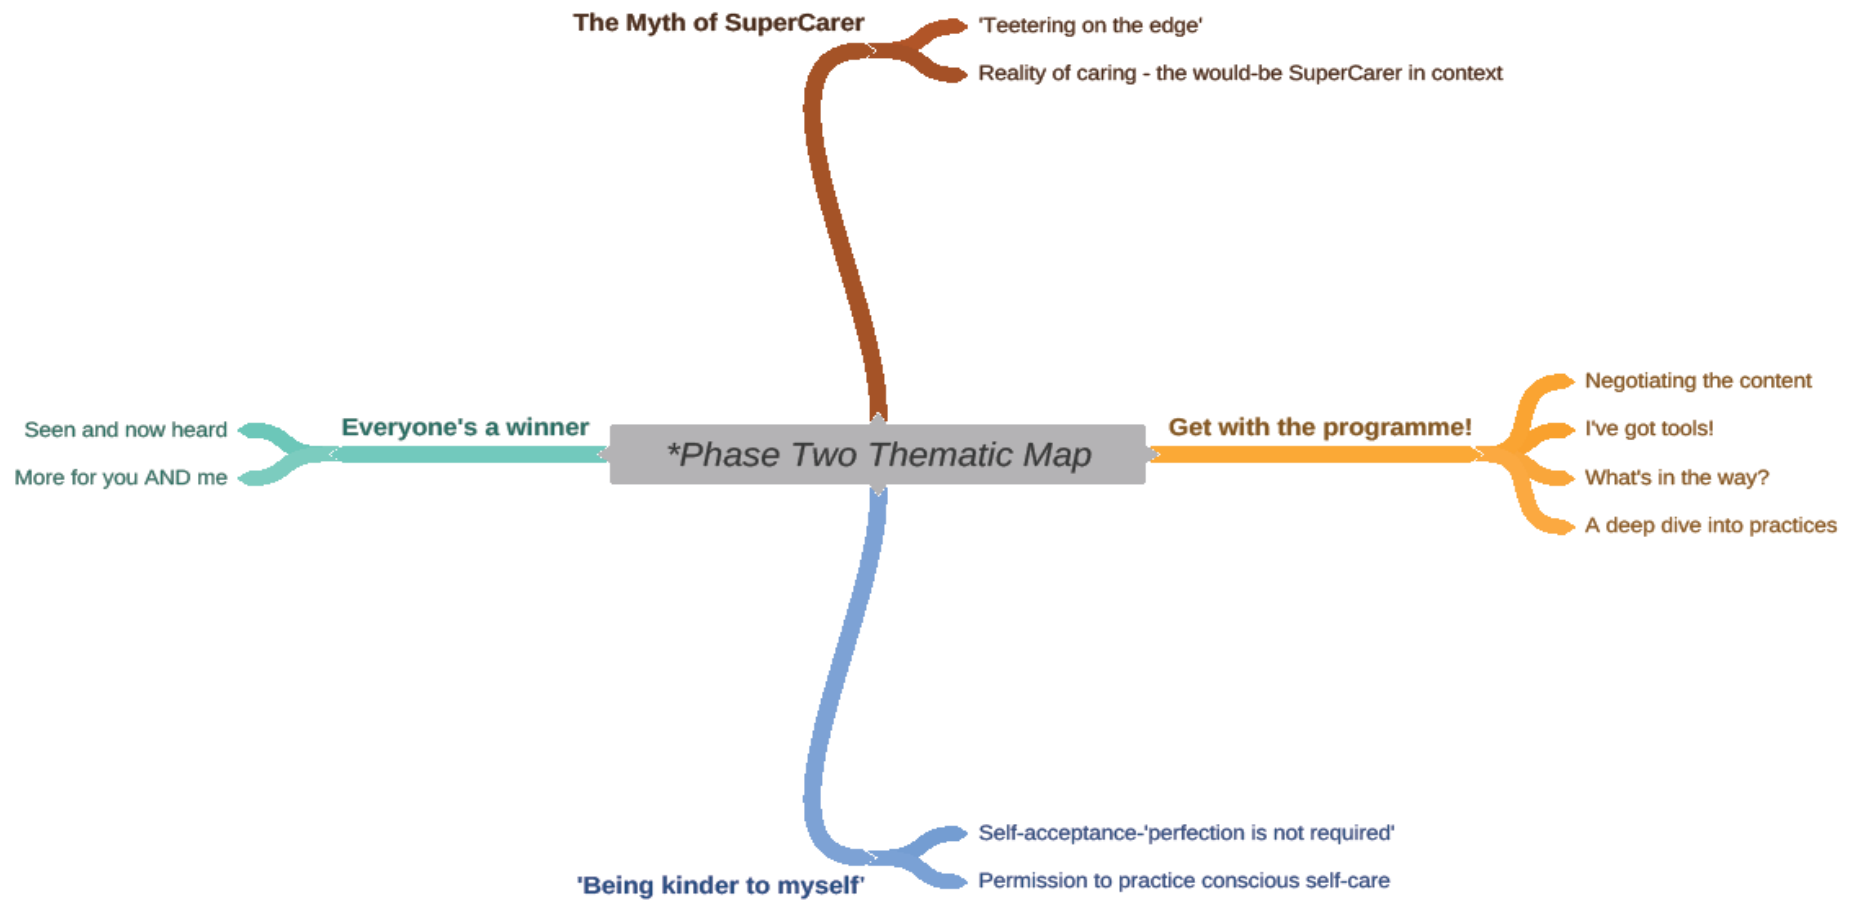 The Myth of SuperCarer
'Teetering on the edge'
Reality of caring - the would-be SuperCarer in context
Seen and now heard
More for you AND me
Everyone's a winner
*Phase Two Thematic Map
Get with the programme!
Negotiating the content
I've got tools!
What's in the way?
A deep dive into practices
'Being kinder to myself'
Self-acceptance-'perfection is not required'
Permission to practice conscious self-care